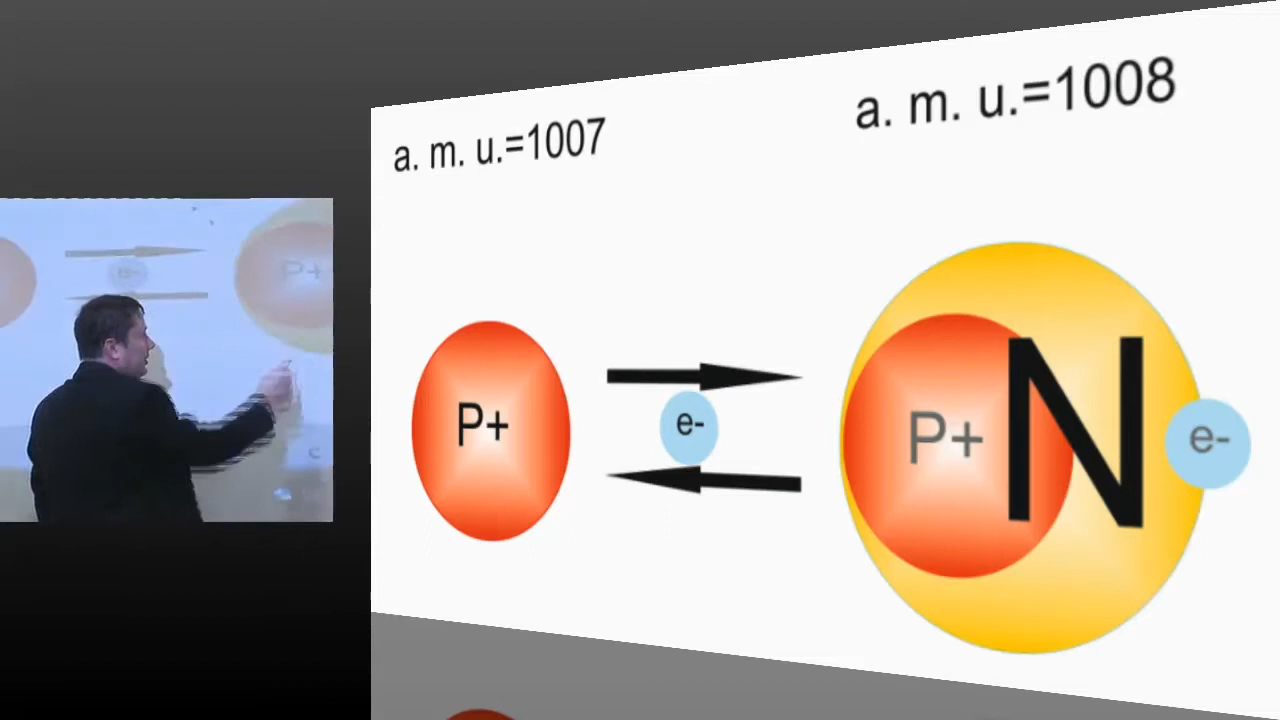 a. m. u.=1007
a. m. u.=1008
P+
e-
P+
N
e-
e-
P+